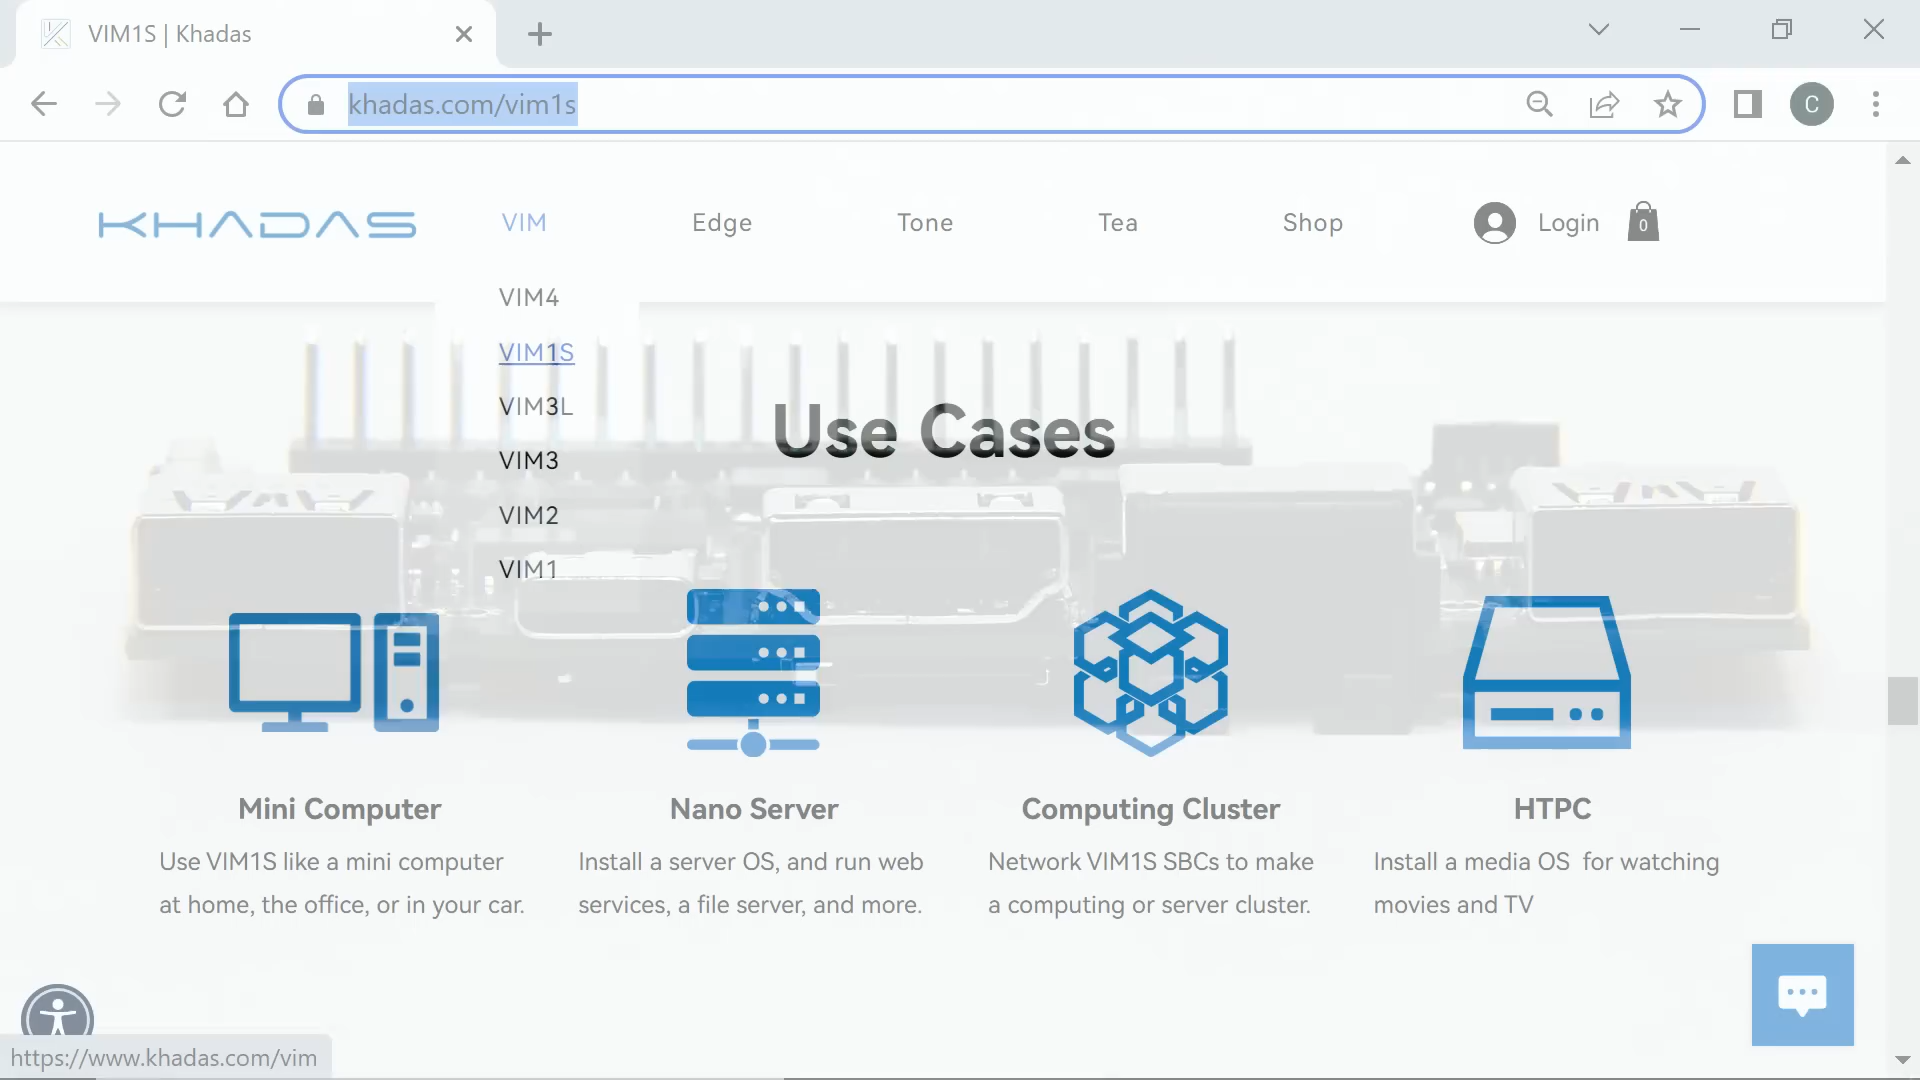 VIM1S | Khadas
khadas.com/vim1s
C
KHADAS
VIM
Edge
Tone
Tea
Shop
Login
0
VIM4
VIM1S
VIM3L
VIM3
VIM2
VIM1
Use Cases
Mini Computer
Use VIM1S like a mini computer
at home, the office, or in your car.
Nano Server
Install a server OS, and run web
services, a file server, and more.
Computing Cluster
Network VIM1S SBCs to make
a computing or server cluster.
HTPC
Install a media OS for watching
movies and TV
https://www.khadas.com/vim